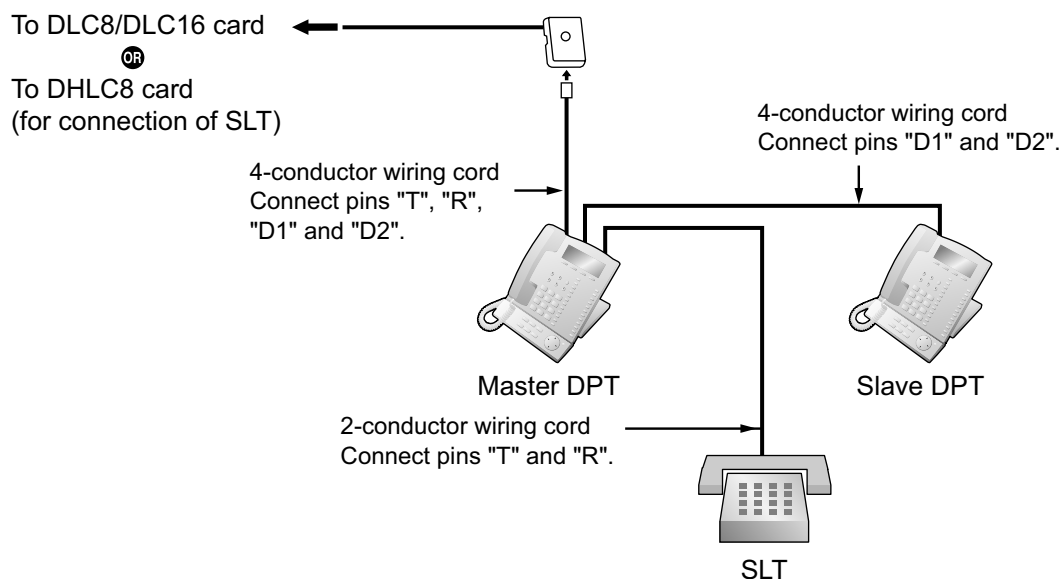 To DLC8/DLC16 card
OR
To DHLC8 card
(for connection of SLT)
4-conductor wiring cord
Connect pins "D1" and "D2".
4-conductor wiring cord
Connect pins "T", "R",
"D1" and "D2".
Master DPT
Slave DPT
2-conductor wiring cord
Connect pins "T" and "R".
SLT